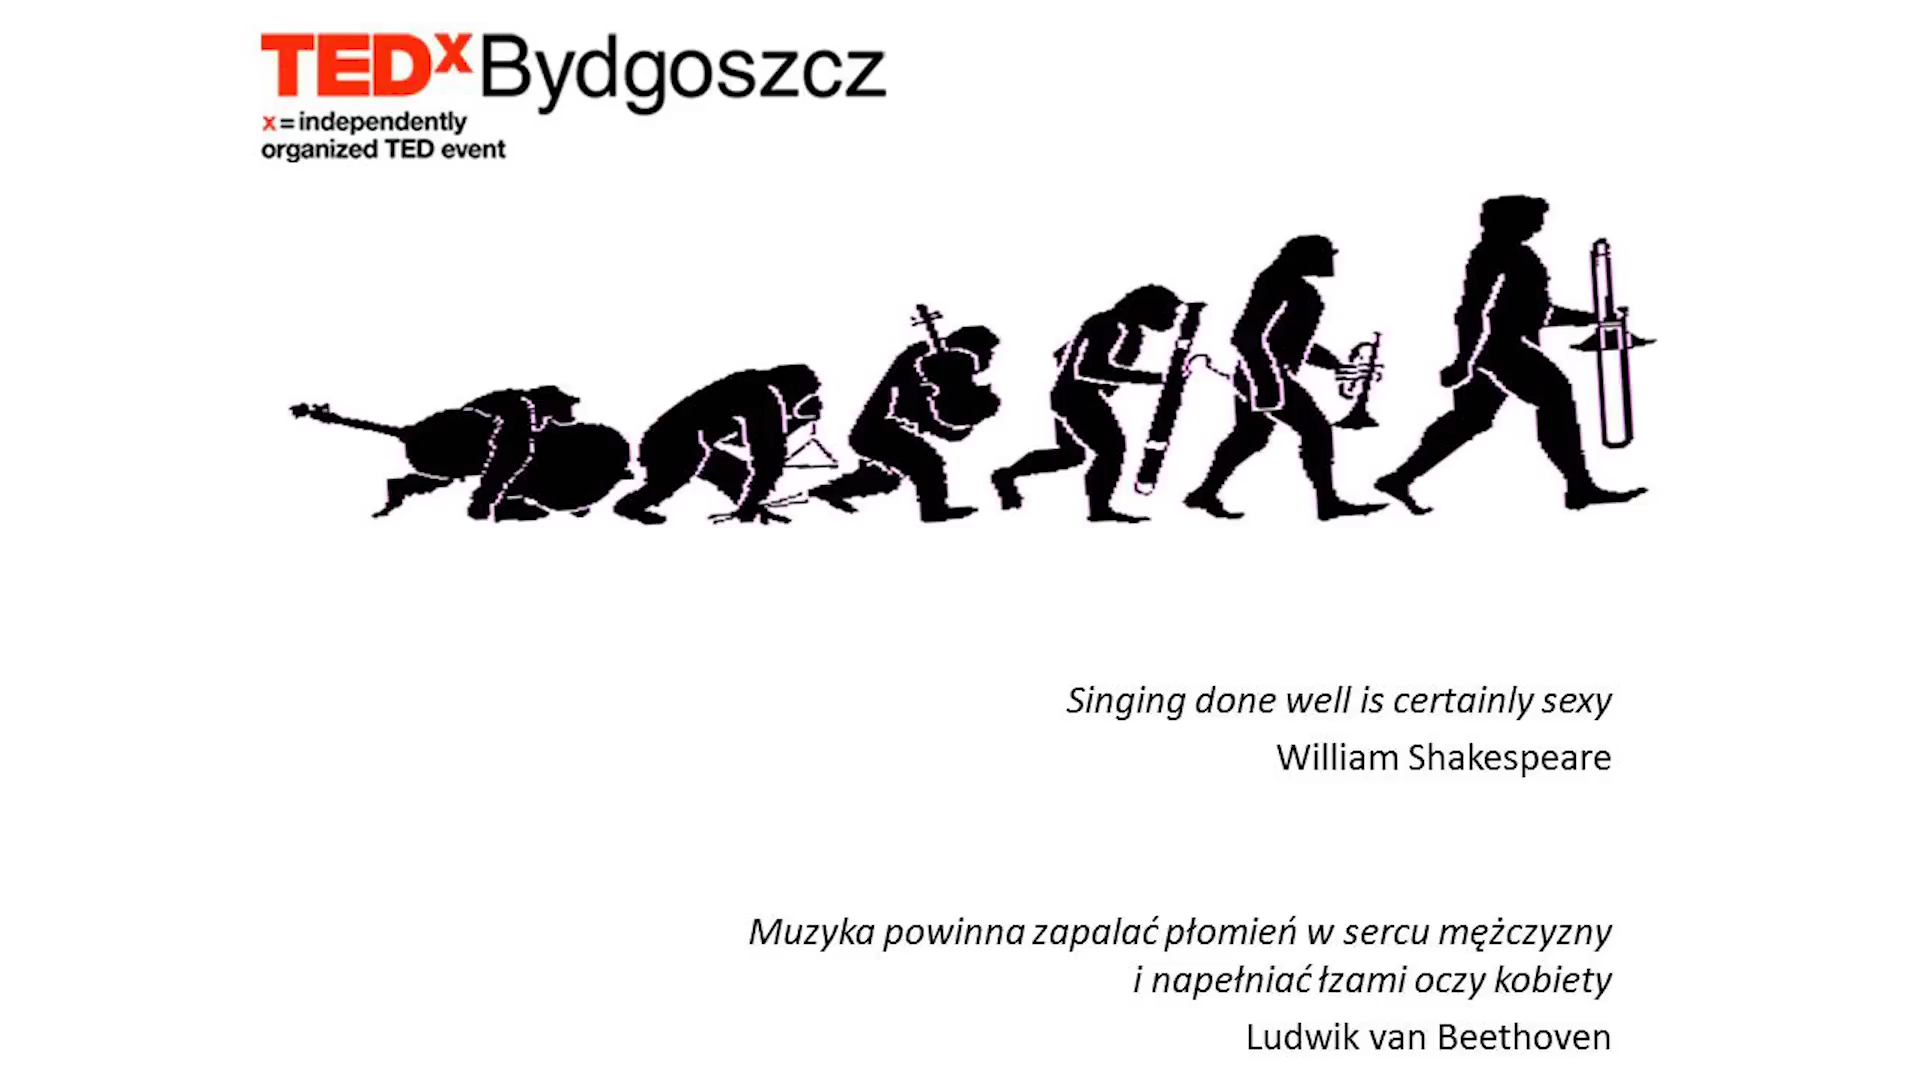 TEDxBydgoszcz
x = independently
organized TED event
Singing done well is certainly sexy
William Shakespeare
Muzyka powinna zapalać płomień w sercu mężczyzny
i napełniać łzami oczy kobiety
Ludwik van Beethoven